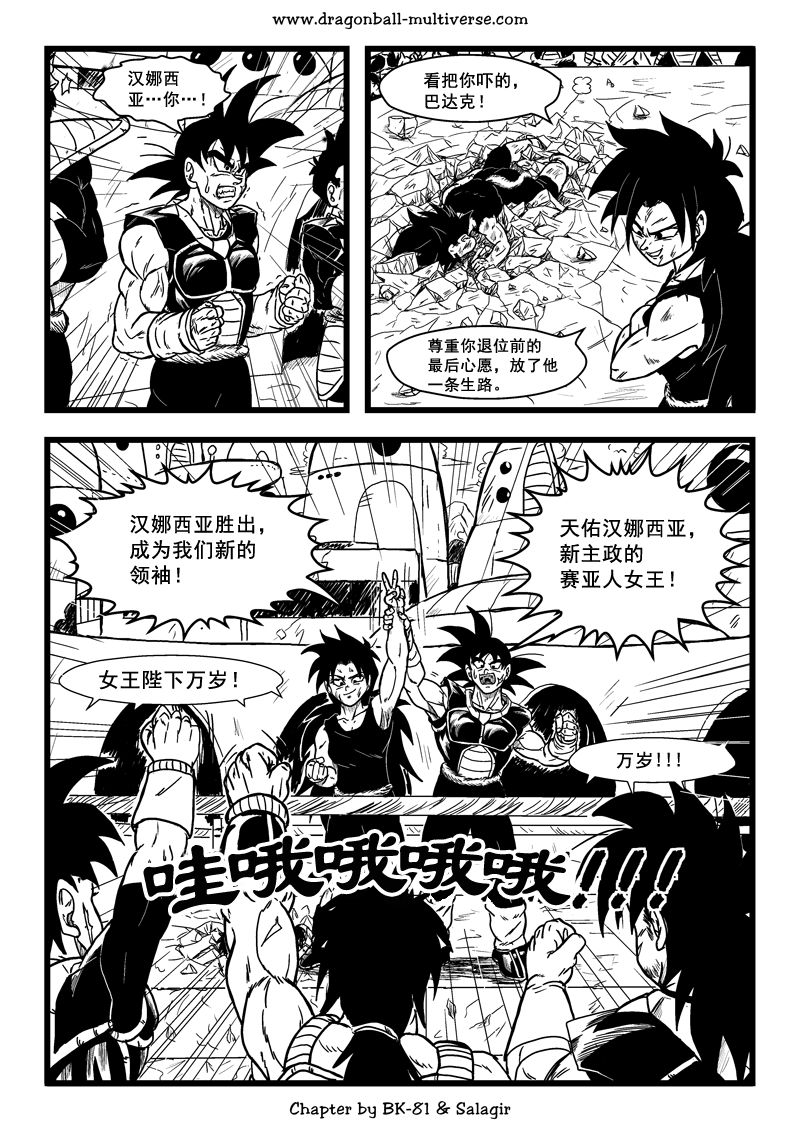 www.dragonball-multiverse.com
汉娜西
亚…你…！
看把你吓的，
巴达克！
尊重你退位前的
最后心愿，放了他
一条生路。
汉娜西亚胜出，
成为我们新的
领袖！
天佑汉娜西亚，
新主政的
赛亚人女王！
女王陛下万岁！
万岁!!!
哇哦哦哦哦!!!
Chapter by BK-81 & Salagir